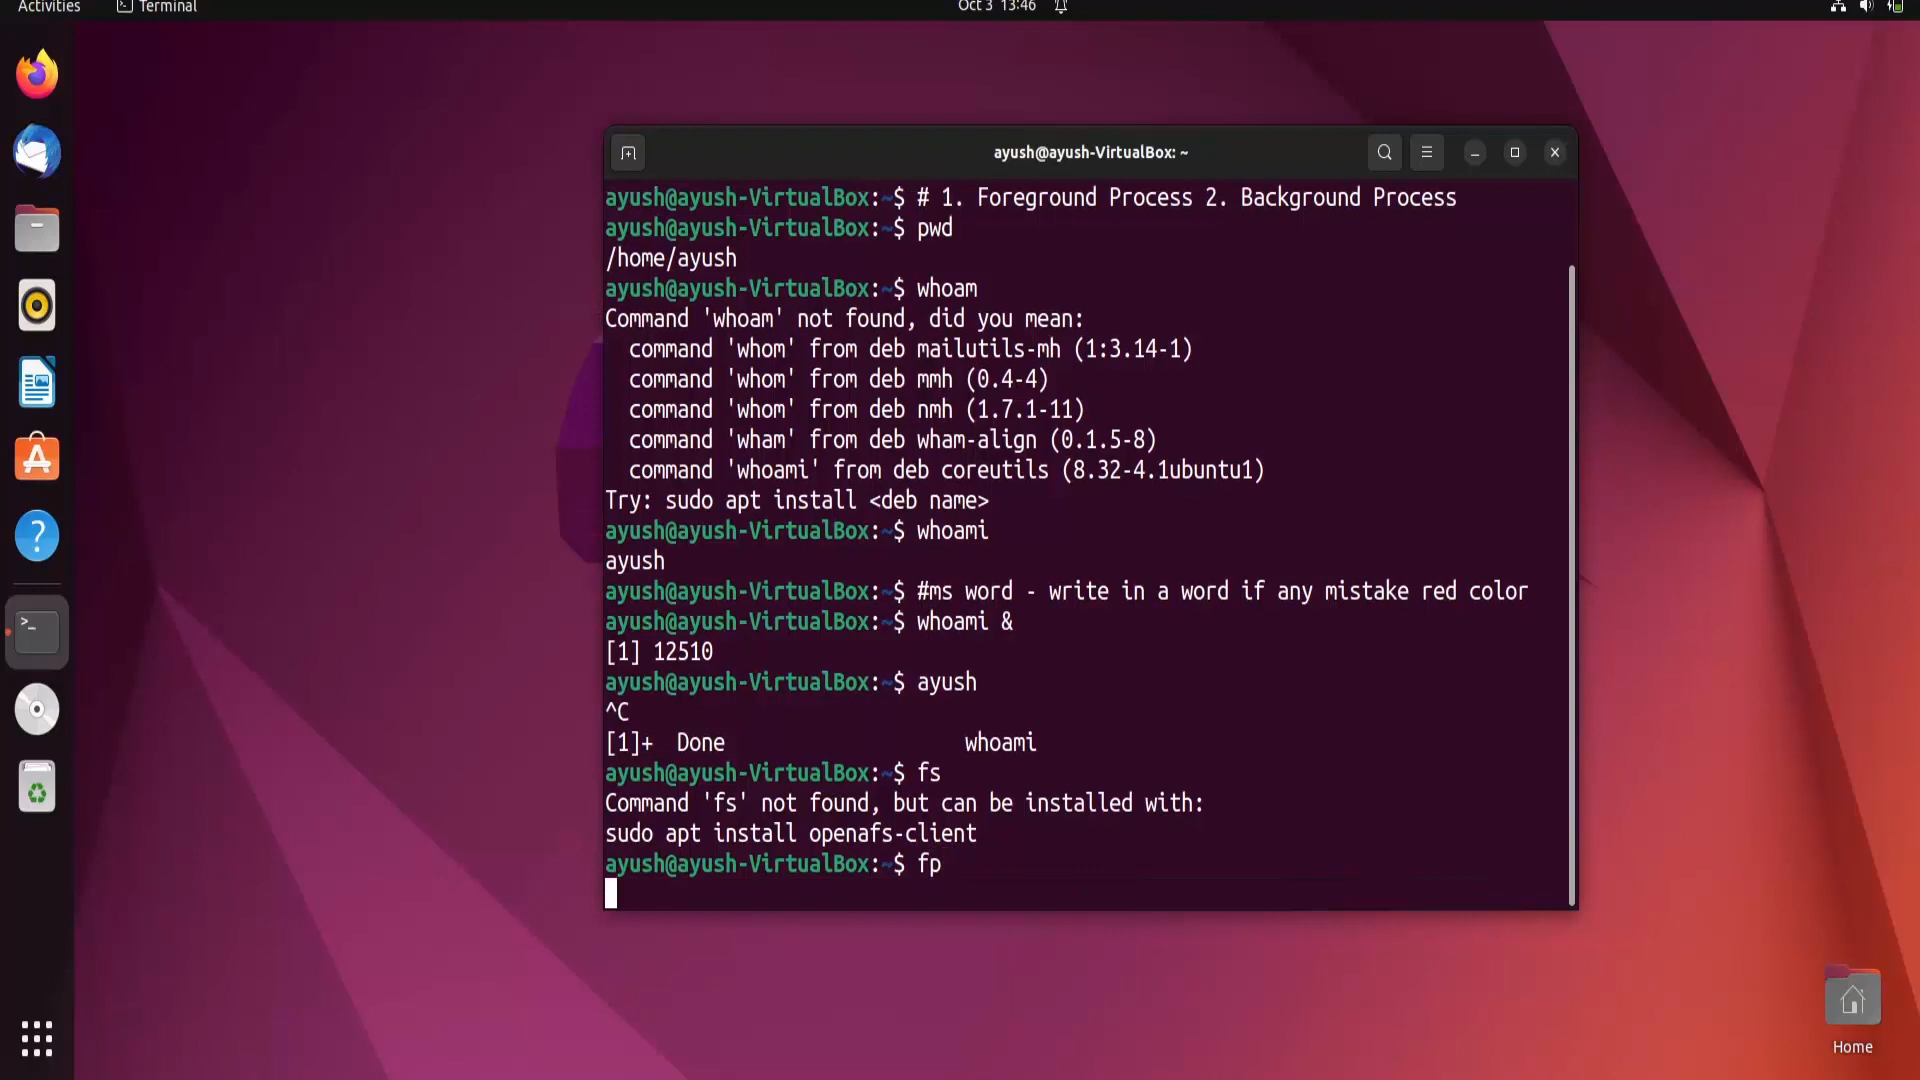 Activities Terminal Oct 3 13:46
ayush@ayush-VirtualBox: ~
ayush@ayush-VirtualBox:~$ # 1. Foreground Process 2. Background Process
ayush@ayush-VirtualBox:~$ pwd
/home/ayush
ayush@ayush-VirtualBox:~$ whoam
Command 'whoam' not found, did you mean:
  command 'whom' from deb mailutils-mh (1:3.14-1)
  command 'whom' from deb mmh (0.4-4)
  command 'whom' from deb nmh (1.7.1-11)
  command 'wham' from deb wham-align (0.1.5-8)
  command 'whoami' from deb coreutils (8.32-4.1ubuntu1)
Try: sudo apt install <deb name>
ayush@ayush-VirtualBox:~$ whoami
ayush
ayush@ayush-VirtualBox:~$ #ms word - write in a word if any mistake red color
ayush@ayush-VirtualBox:~$ whoami &
[1] 12510
ayush@ayush-VirtualBox:~$ ayush
^C
[1]+  Done                    whoami
ayush@ayush-VirtualBox:~$ fs
Command 'fs' not found, but can be installed with:
sudo apt install openafs-client
ayush@ayush-VirtualBox:~$ fp
Home